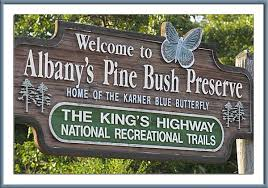 Welcome to
Albany's Pine Bush Preserve
HOME OF THE KARNER BLUE BUTTERFLY
THE KING'S HIGHWAY
NATIONAL RECREATIONAL TRAILS